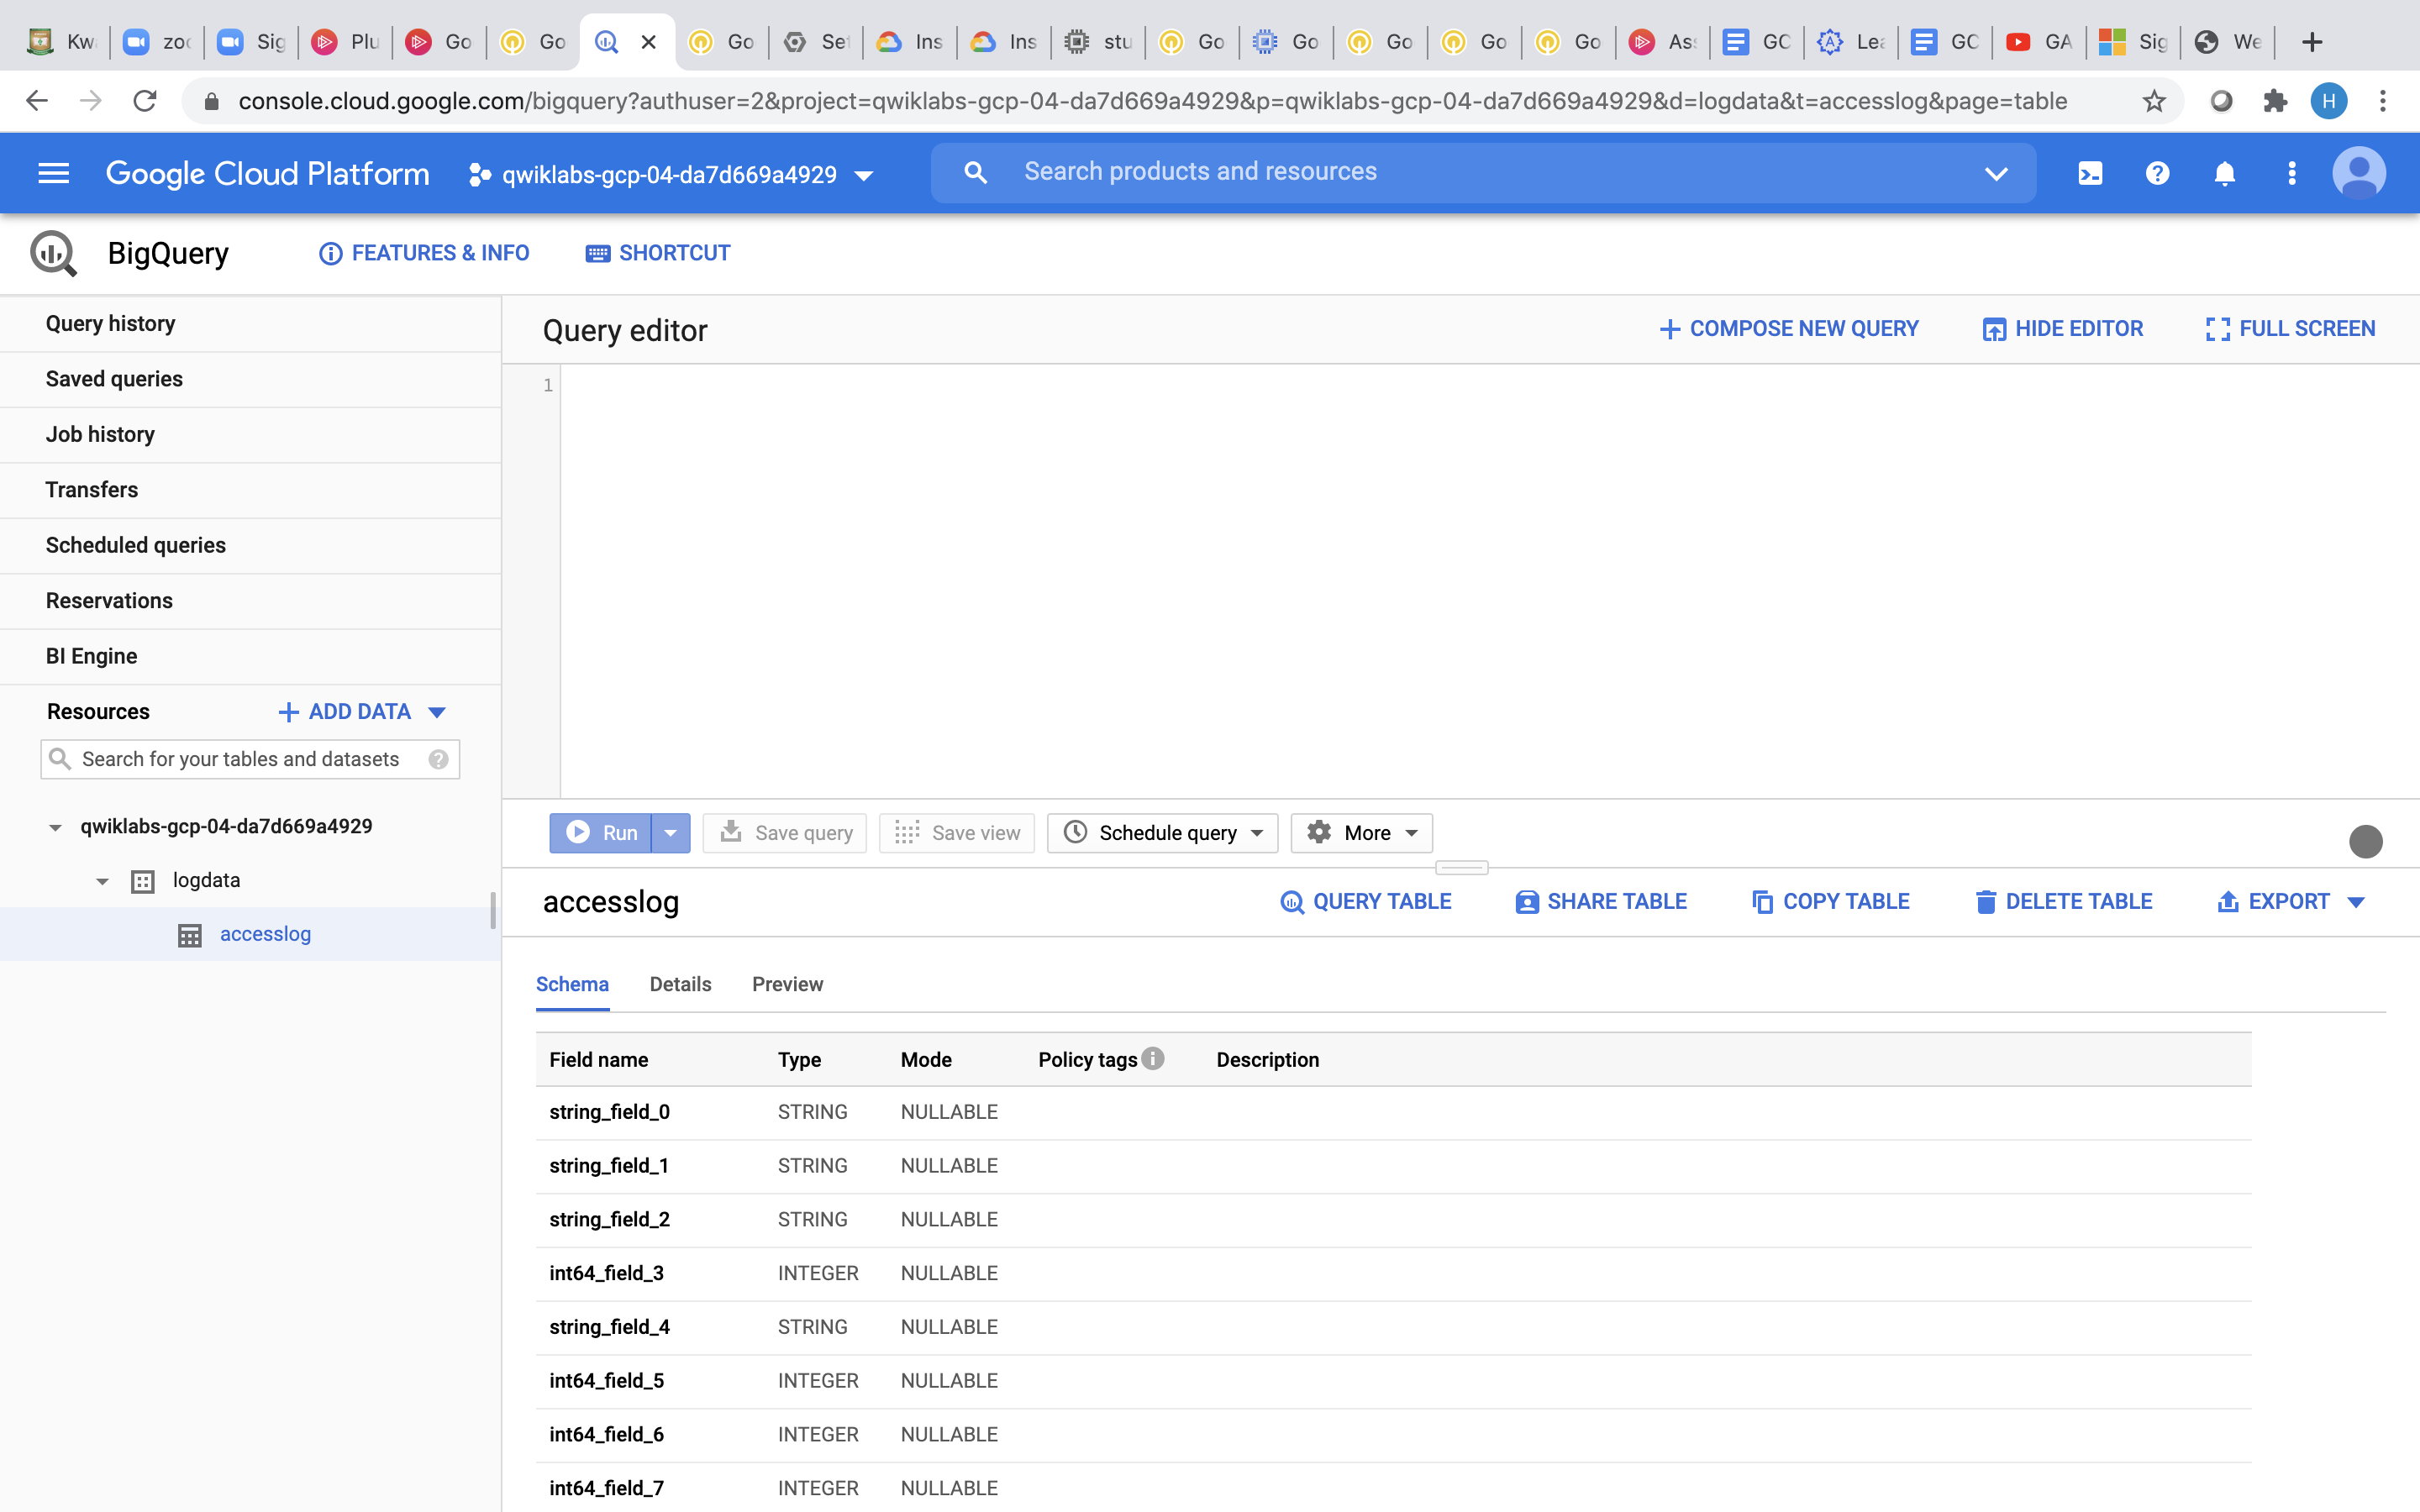 Kw zoo Sig Plu Go Go Go Set Ins Ins stu Go Go Go Go Go Ass GC Lea GC GA Sig We
console.cloud.google.com/bigquery?authuser=2&project=qwiklabs-gcp-04-da7d669a4929&p=qwiklabs-gcp-04-da7d669a4929&d=logdata&t=accesslog&page=table H
Google Cloud Platform qwiklabs-gcp-04-da7d669a4929 Search products and resources
BigQuery FEATURES & INFO SHORTCUT
Query history
Saved queries
Job history
Transfers
Scheduled queries
Reservations
BI Engine
Resources ADD DATA
Search for your tables and datasets
qwiklabs-gcp-04-da7d669a4929
logdata
accesslog
Query editor COMPOSE NEW QUERY HIDE EDITOR FULL SCREEN
1
Run Save query Save view Schedule query More
accesslog QUERY TABLE SHARE TABLE COPY TABLE DELETE TABLE EXPORT
Schema Details Preview
Field name Type Mode Policy tags Description
string_field_0 STRING NULLABLE
string_field_1 STRING NULLABLE
string_field_2 STRING NULLABLE
int64_field_3 INTEGER NULLABLE
string_field_4 STRING NULLABLE
int64_field_5 INTEGER NULLABLE
int64_field_6 INTEGER NULLABLE
int64_field_7 INTEGER NULLABLE